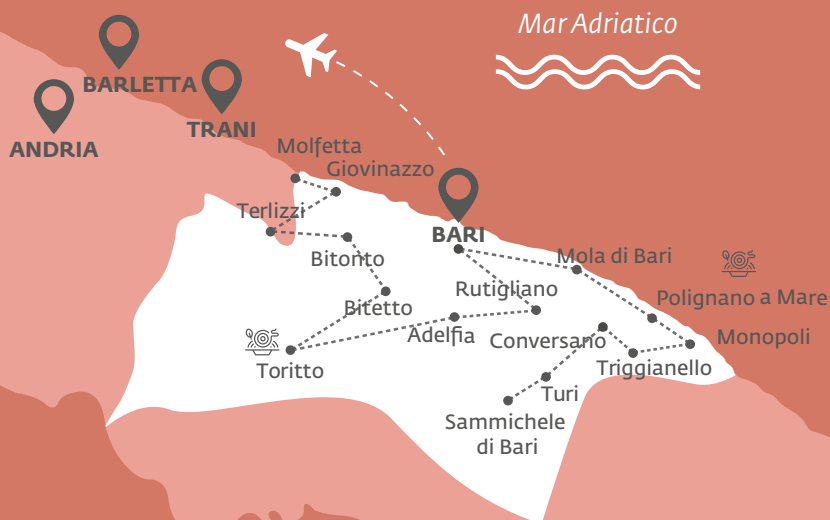 Mar Adriatico
BARLETTA
TRANI
ANDRIA
Molfetta
Giovinazzo
Terlizzi
BARI
Bitonto
Mola di Bari
Rutigliano
Polignano a Mare
Bitetto
Adelfia
Conversano
Monopoli
Toritto
Triggianello
Turi
Sammichele
di Bari